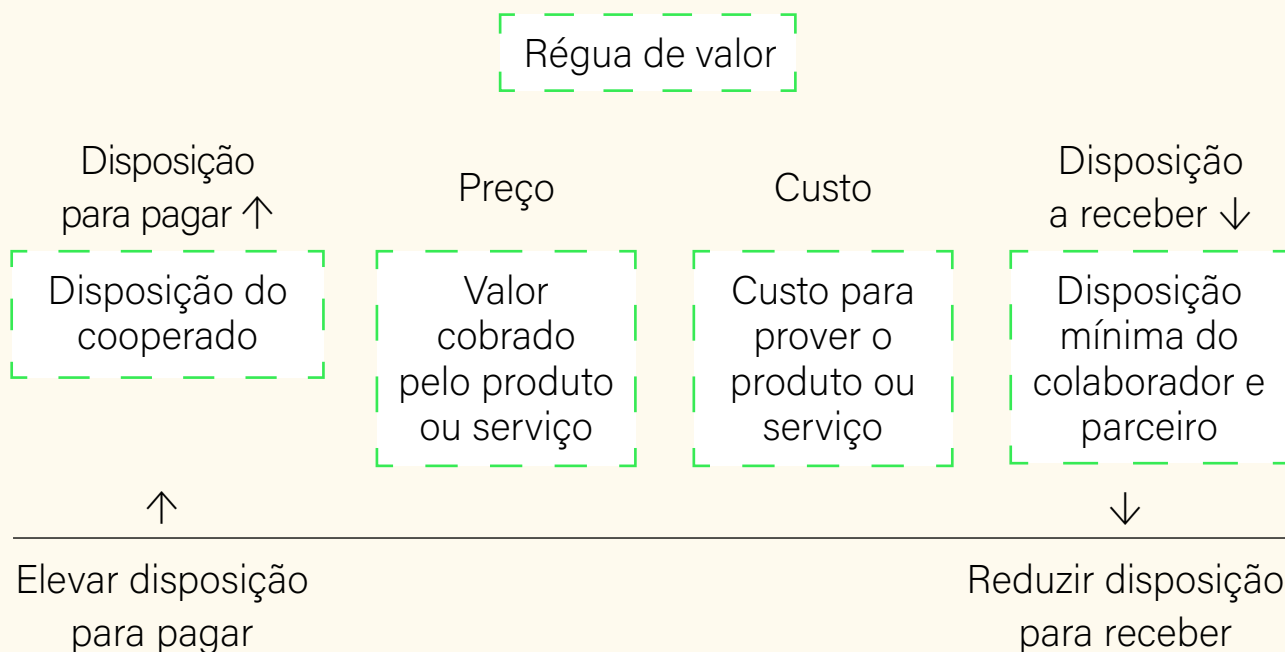 Régua de valor
Disposição
para pagar ↑
Preço
Custo
Disposição
a receber ↓
Disposição do
cooperado
Valor
cobrado
pelo produto
ou serviço
Custo para
prover o
produto ou
serviço
Disposição
mínima do
colaborador e
parceiro
↑
↓
Elevar disposição
para pagar
Reduzir disposição
para receber